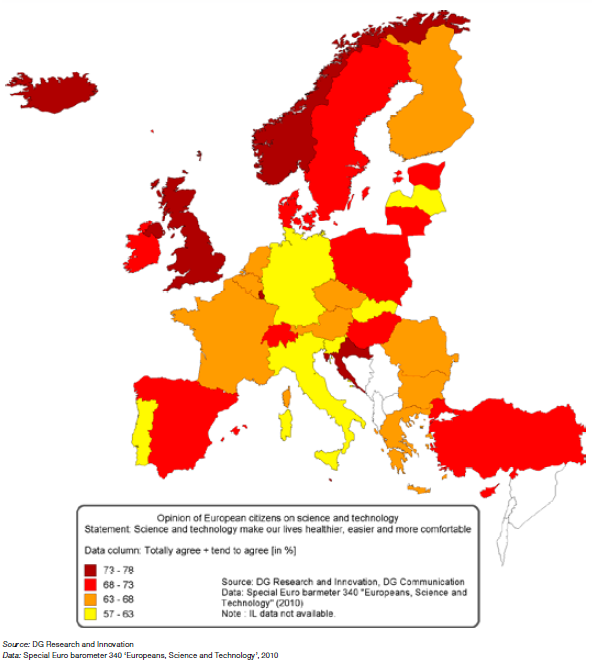 Opinion of European citizens on science and technology
Statement: Science and technology make our lives healthier, easier and more comfortable
Data column: Totally agree + tend to agree [in %]
73 - 78
68 - 73
63 - 68
57 - 63
Source: DG Research and Innovation, DG Communication
Data: Special Euro barmeter 340 "Europeans, Science and
Technology" (2010)
Note : IL data not available.
Source: DG Research and Innovation
Data: Special Euro barometer 340 ‘Europeans, Science and Technology’, 2010